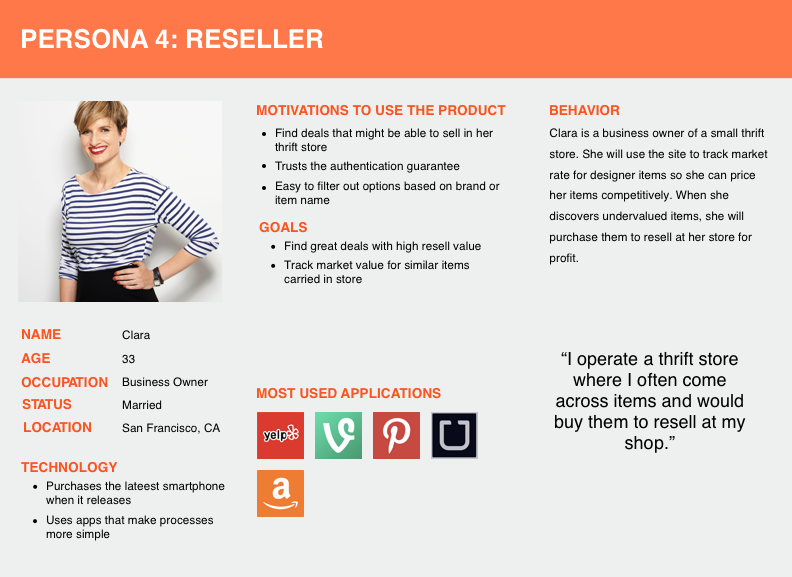 PERSONA 4: RESELLER
NAME Clara
AGE 33
OCCUPATION Business Owner
STATUS Married
LOCATION San Francisco, CA
TECHNOLOGY
• Purchases the lateest smartphone
when it releases
• Uses apps that make processes
more simple
MOTIVATIONS TO USE THE PRODUCT
• Find deals that might be able to sell in her
thrift store
• Trusts the authentication guarantee
• Easy to filter out options based on brand or
item name
GOALS
• Find great deals with high resell value
• Track market value for similar items
carried in store
MOST USED APPLICATIONS
yelp
BEHAVIOR
Clara is a business owner of a small thrift
store. She will use the site to track market
rate for designer items so she can price
her items competitively. When she
discovers undervalued items, she will
purchase them to resell at her store for
profit.
“I operate a thrift store
where I often come
across items and would
buy them to resell at my
shop.”